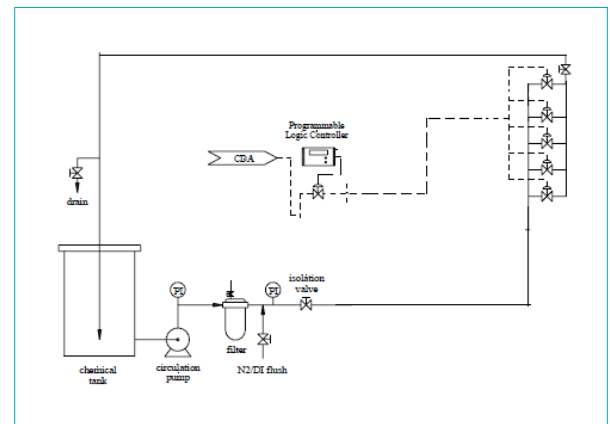 Programmable
Logic Controller
CDA
drain
isolation
valve
PI
PI
filter
chemical
tank
circulation
pump
N2/DI flush